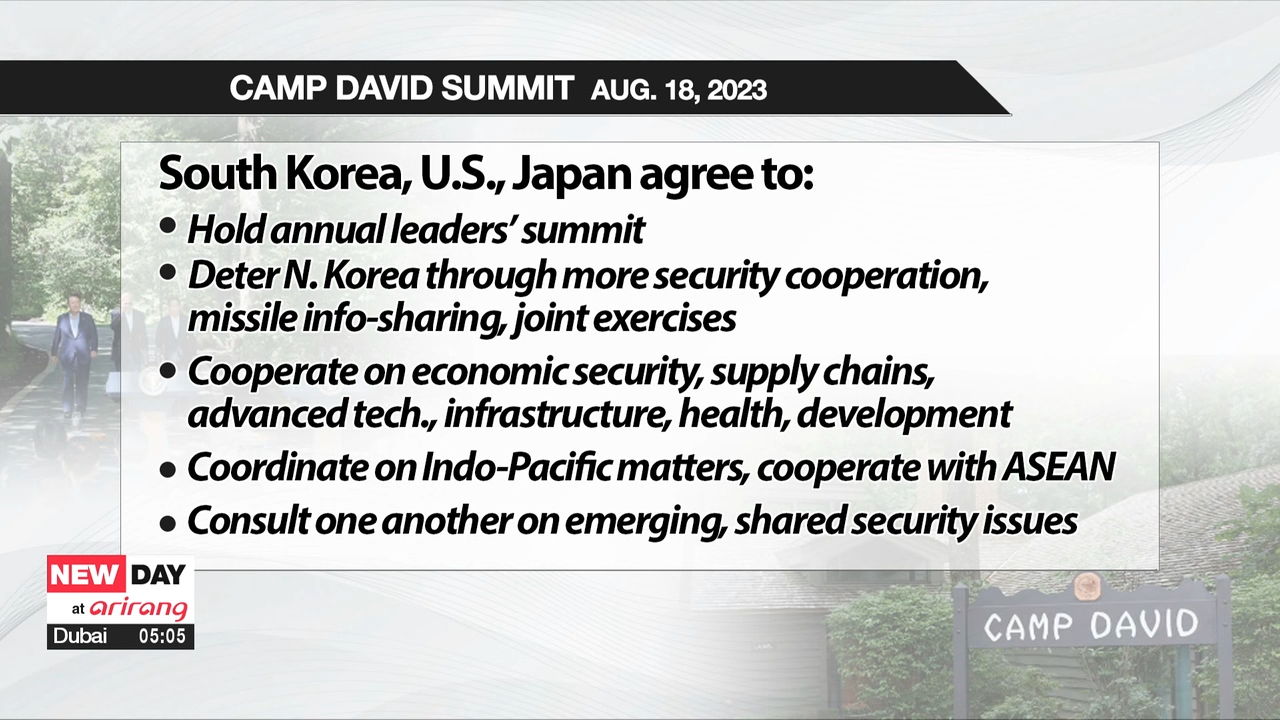 CAMP DAVID SUMMIT AUG. 18, 2023
South Korea, U.S., Japan agree to:
• Hold annual leaders' summit
• Deter N. Korea through more security cooperation,
missile info-sharing, joint exercises
• Cooperate on economic security, supply chains,
advanced tech., infrastructure, health, development
• Coordinate on Indo-Pacific matters, cooperate with ASEAN
• Consult one another on emerging, shared security issues
NEW DAY
at arirang
Dubai 05:05
CAMP DAVID